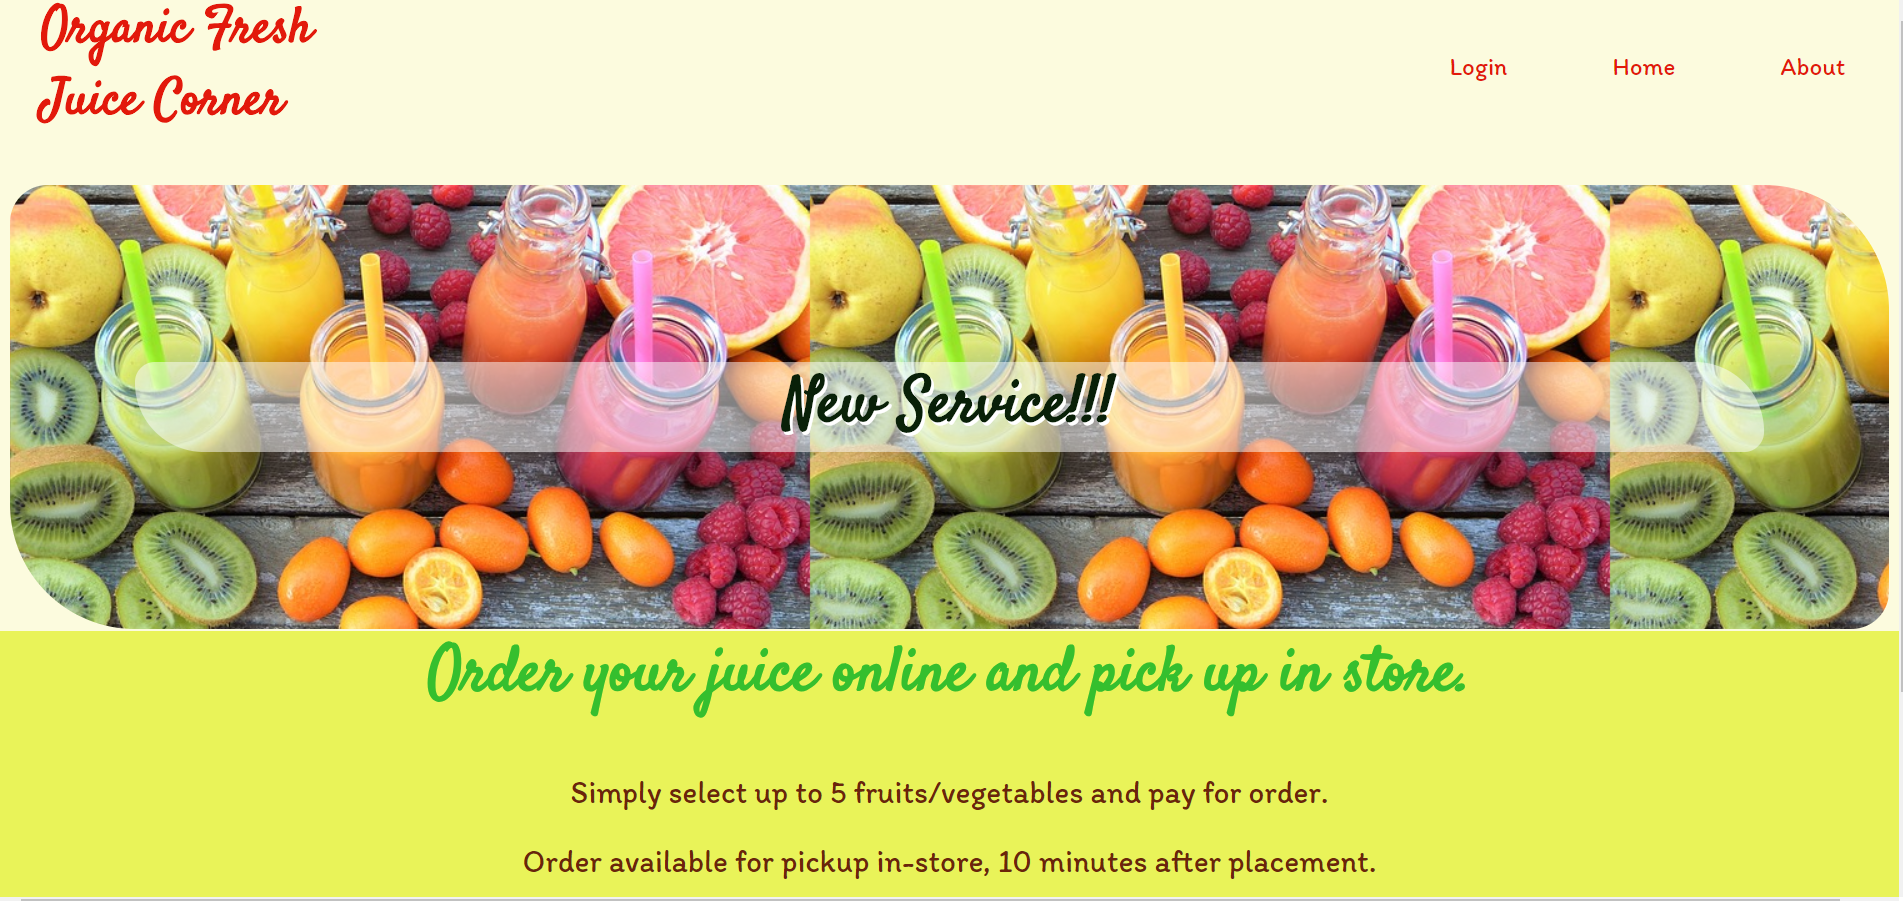 Organic Fresh
Juice Corner
Login Home About
New Service!!!
Order your juice online and pick up in store.
Simply select up to 5 fruits/vegetables and pay for order.
Order available for pickup in-store, 10 minutes after placement.